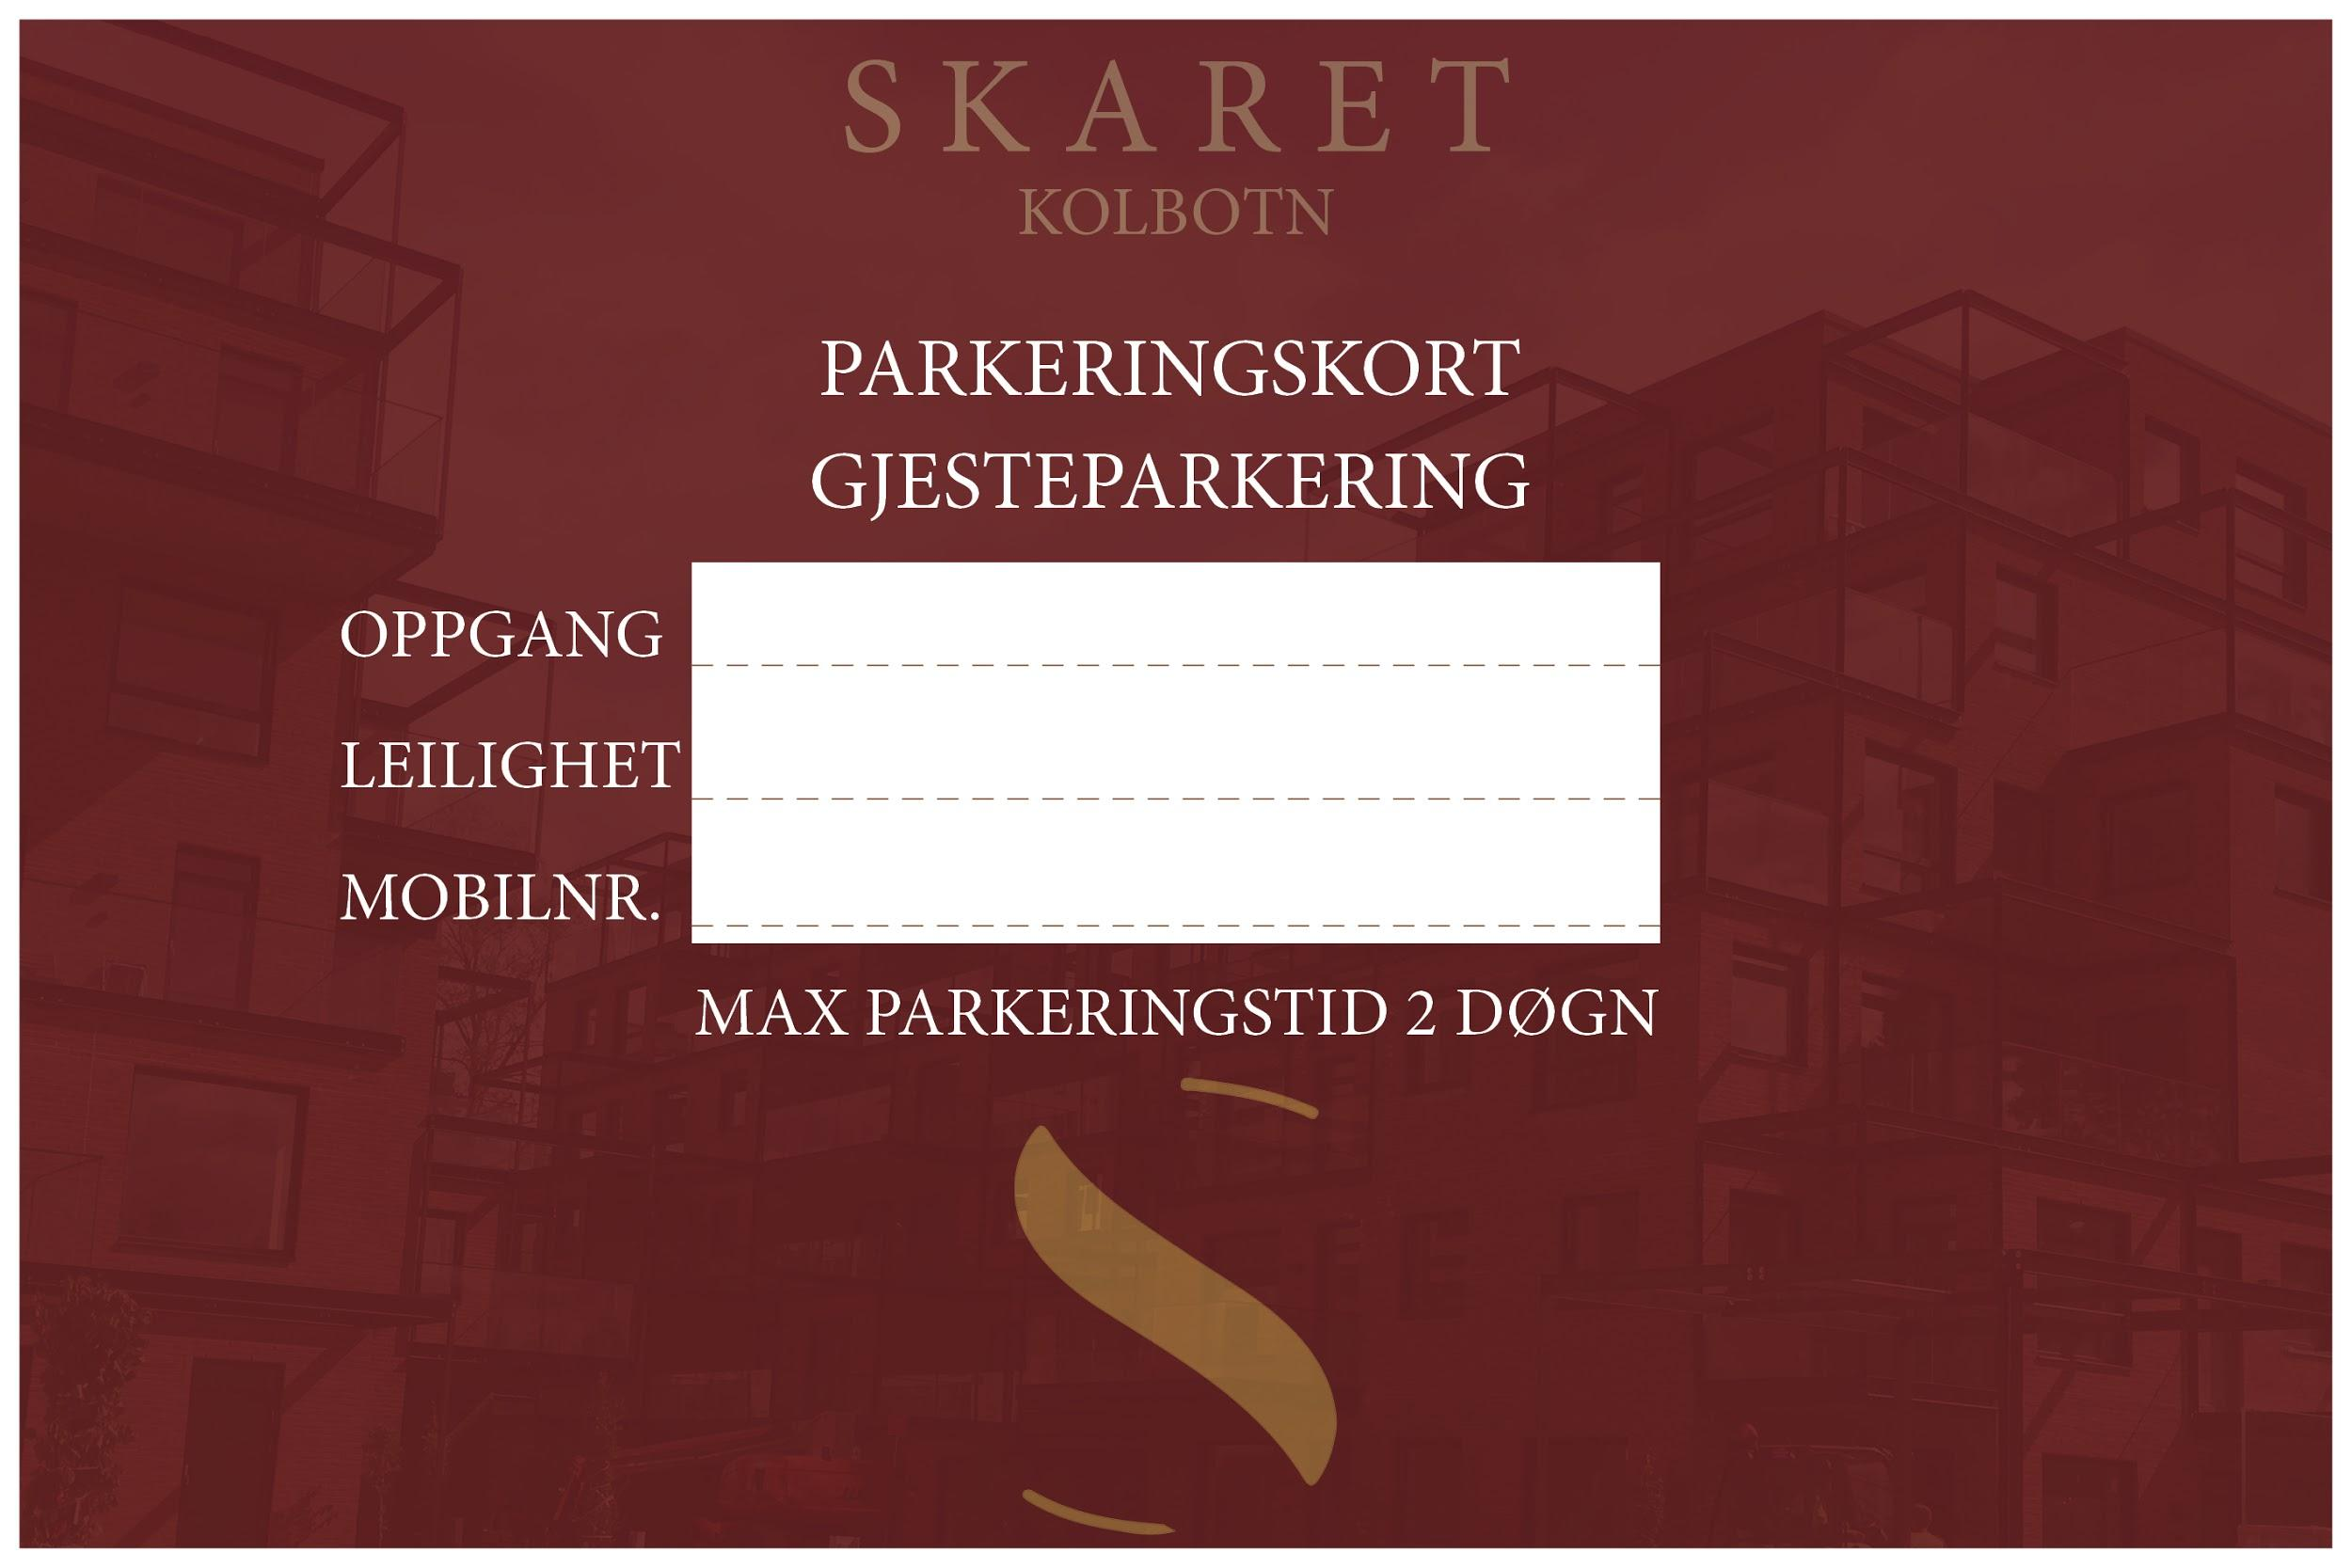 SKARET
KOLBOTN
PARKERINGSKORT
GJESTEPARKERING
OPPGANG
LEILIGHET
MOBILNR.
MAX PARKERINGSTID 2 DØGN